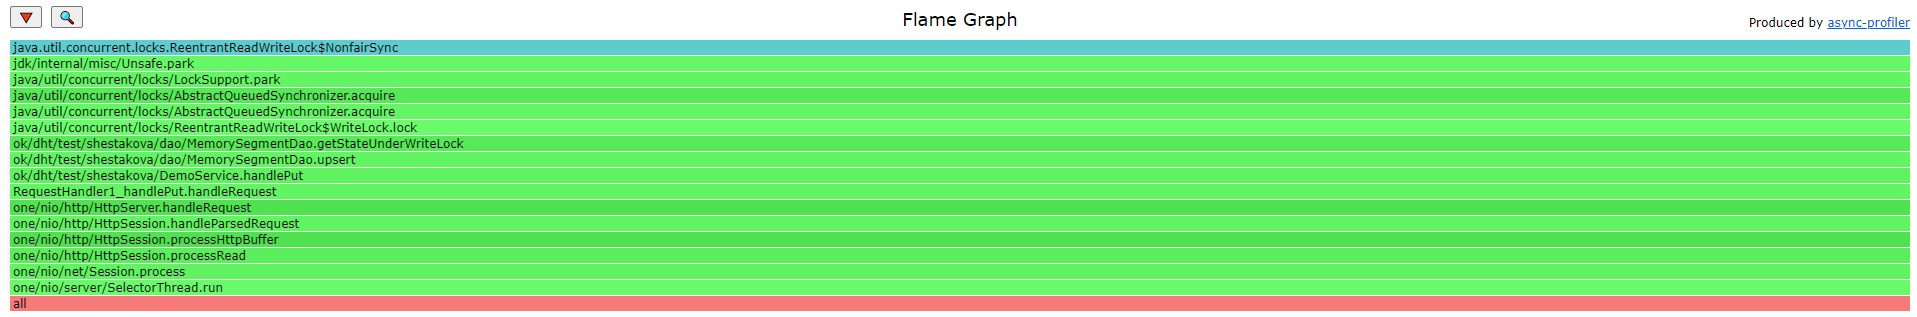 Flame Graph
Produced by async-profiler
java.util.concurrent.locks.ReentrantReadWriteLock$NonfairSync
jdk/internal/misc/Unsafe.park
java/util/concurrent/locks/LockSupport.park
java/util/concurrent/locks/AbstractQueuedSynchronizer.acquire
java/util/concurrent/locks/AbstractQueuedSynchronizer.acquire
java/util/concurrent/locks/ReentrantReadWriteLock$WriteLock.lock
ok/dht/test/shestakova/dao/MemorySegmentDao.getStateUnderWriteLock
ok/dht/test/shestakova/dao/MemorySegmentDao.upsert
ok/dht/test/shestakova/DemoService.handlePut
RequestHandler1_handlePut.handleRequest
one/nio/http/HttpServer.handleRequest
one/nio/http/HttpSession.handleParsedRequest
one/nio/http/HttpSession.processHttpBuffer
one/nio/http/HttpSession.processRead
one/nio/net/Session.process
one/nio/server/SelectorThread.run
all